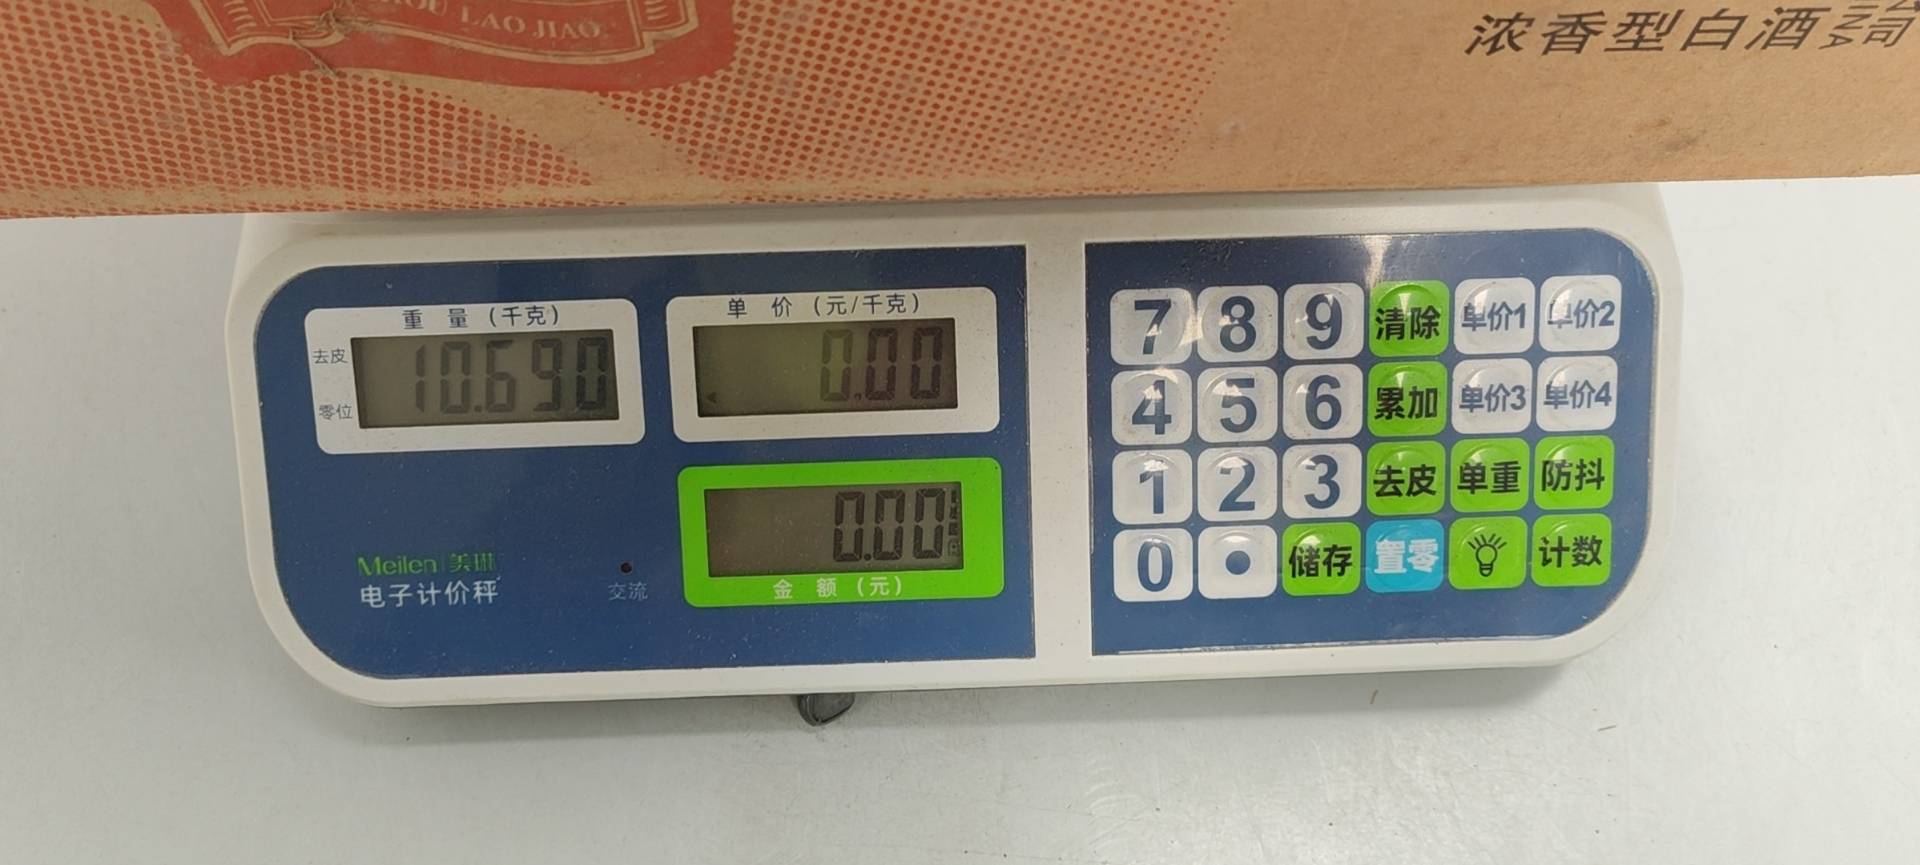 LAO JIAO
浓香型白酒
重 量 (千克)
去皮
零位
10.690
单 价 (元/千克)
0.00
0.00
金 额 (元)
Meilen|美琳
电子计价秤
交流
7 8 9 清除 单价1 单价2
4 5 6 累加 单价3 单价4
1 2 3 去皮 单重 防抖
0 • 储存 置零 计数